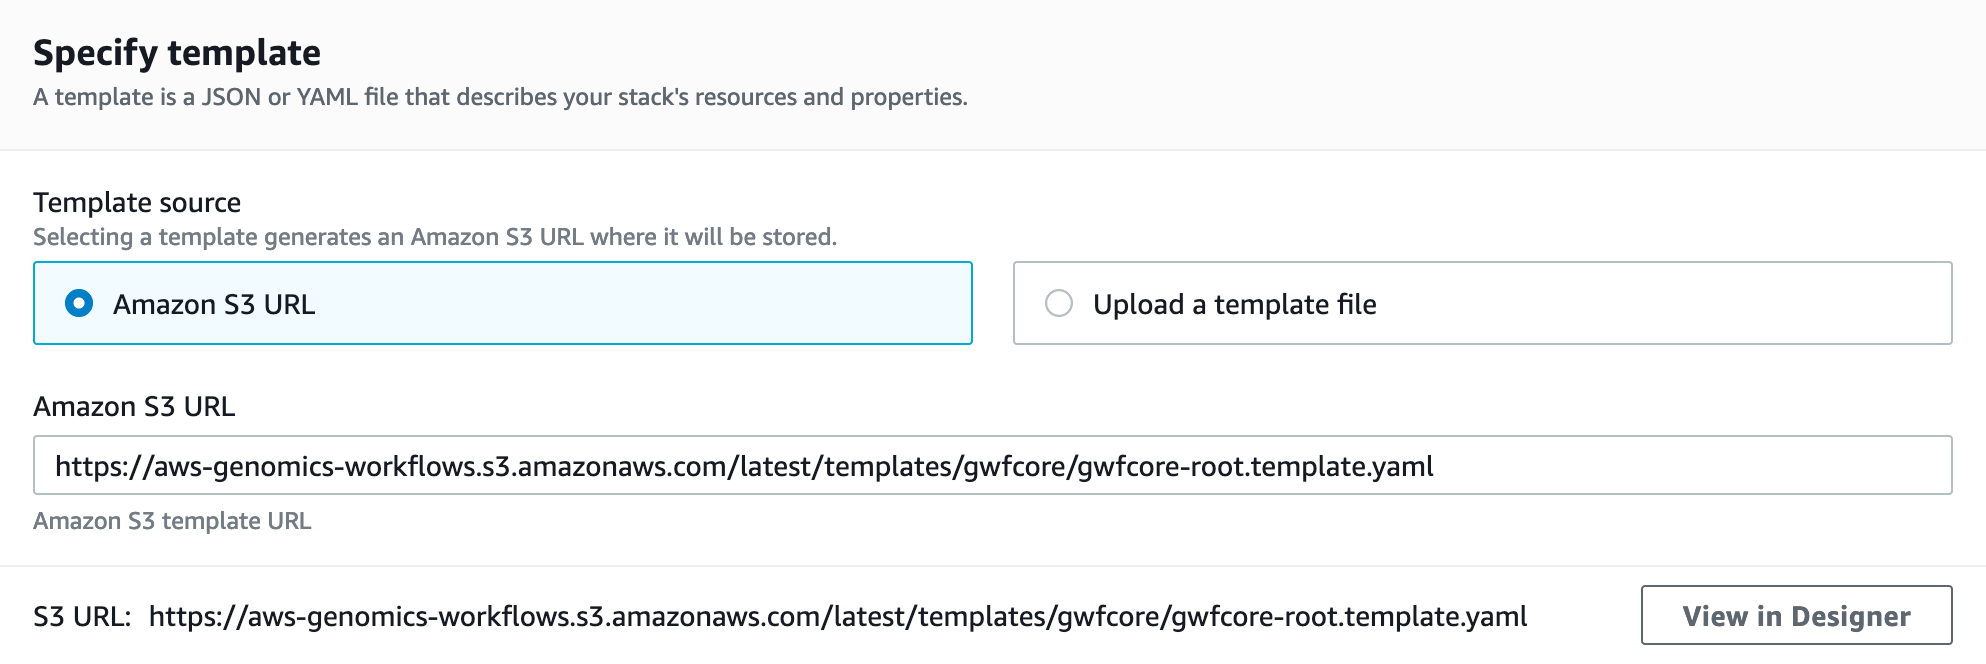 Specify template
A template is a JSON or YAML file that describes your stack's resources and properties.
Template source
Selecting a template generates an Amazon S3 URL where it will be stored.
Amazon S3 URL
Upload a template file
Amazon S3 URL
https://aws-genomics-workflows.s3.amazonaws.com/latest/templates/gwfcore/gwfcore-root.template.yaml
Amazon S3 template URL
S3 URL: https://aws-genomics-workflows.s3.amazonaws.com/latest/templates/gwfcore/gwfcore-root.template.yaml
View in Designer